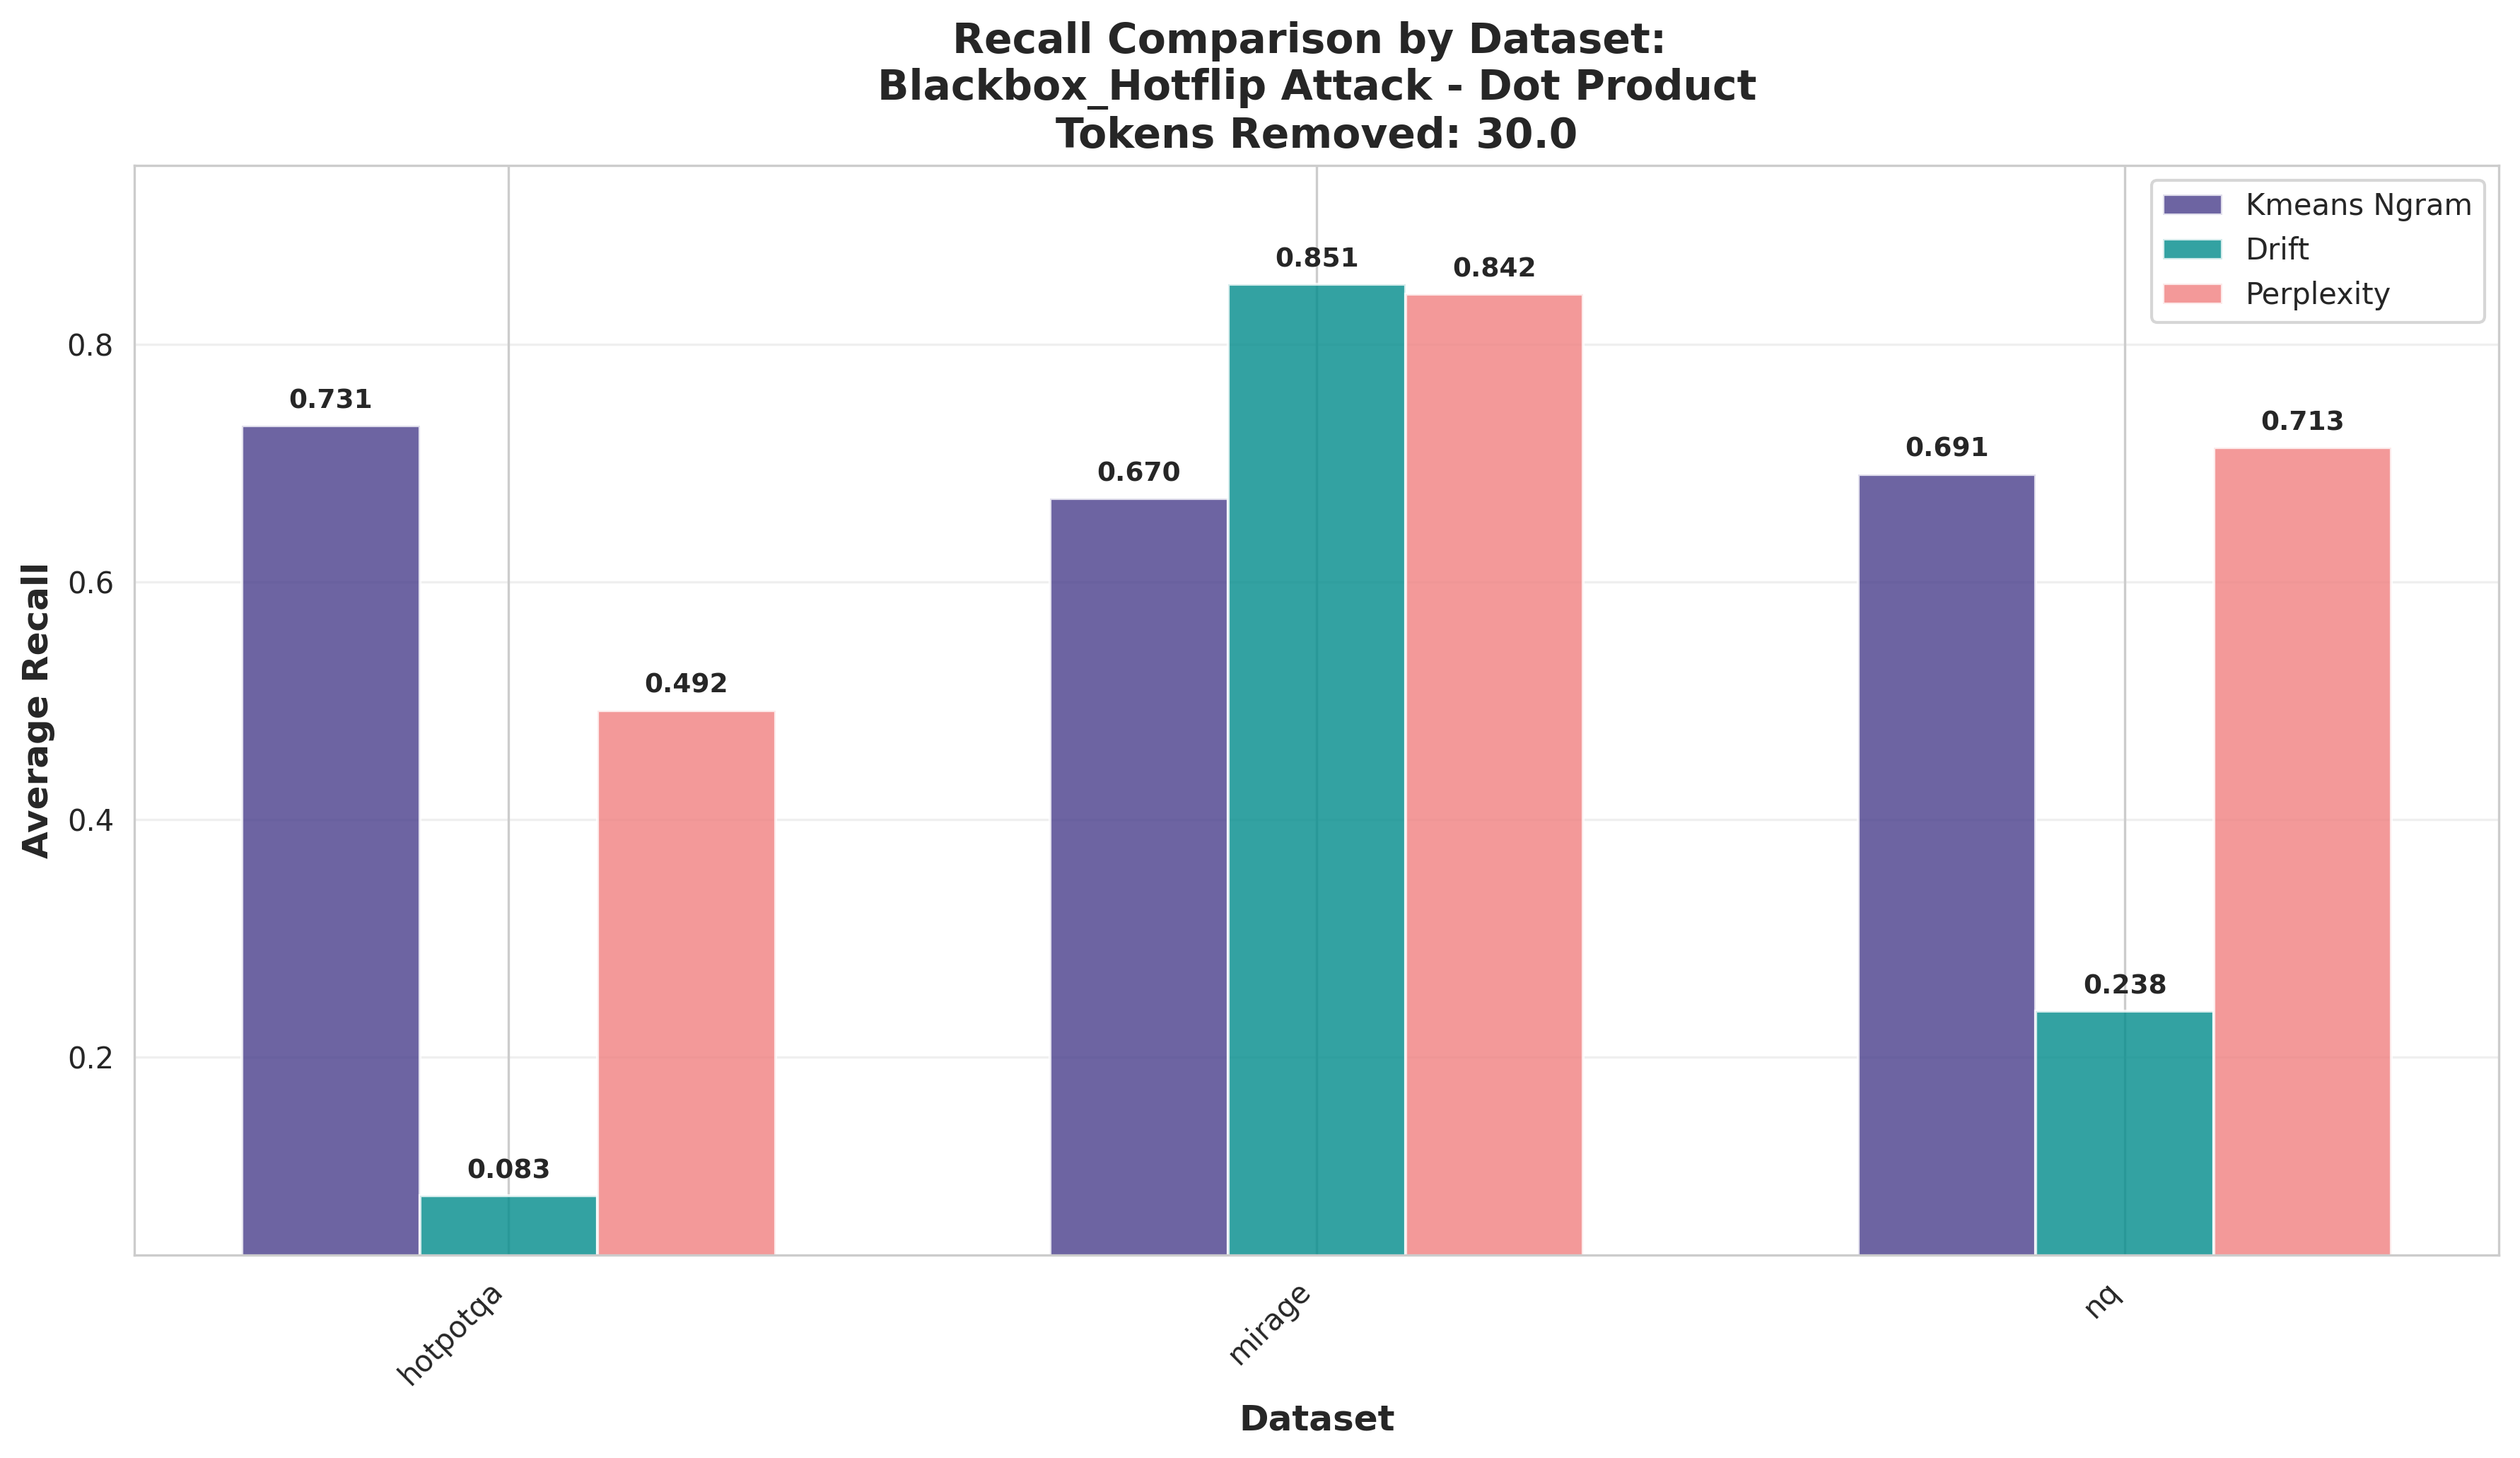 Recall Comparison by Dataset:
Blackbox_Hotflip Attack - Dot Product
Tokens Removed: 30.0
Kmeans Ngram
Drift
Perplexity
Average Recall
0.8
0.6
0.4
0.2
0.731
0.083
0.492
0.670
0.851
0.842
0.691
0.238
0.713
hotpotqa
mirage
nq
Dataset